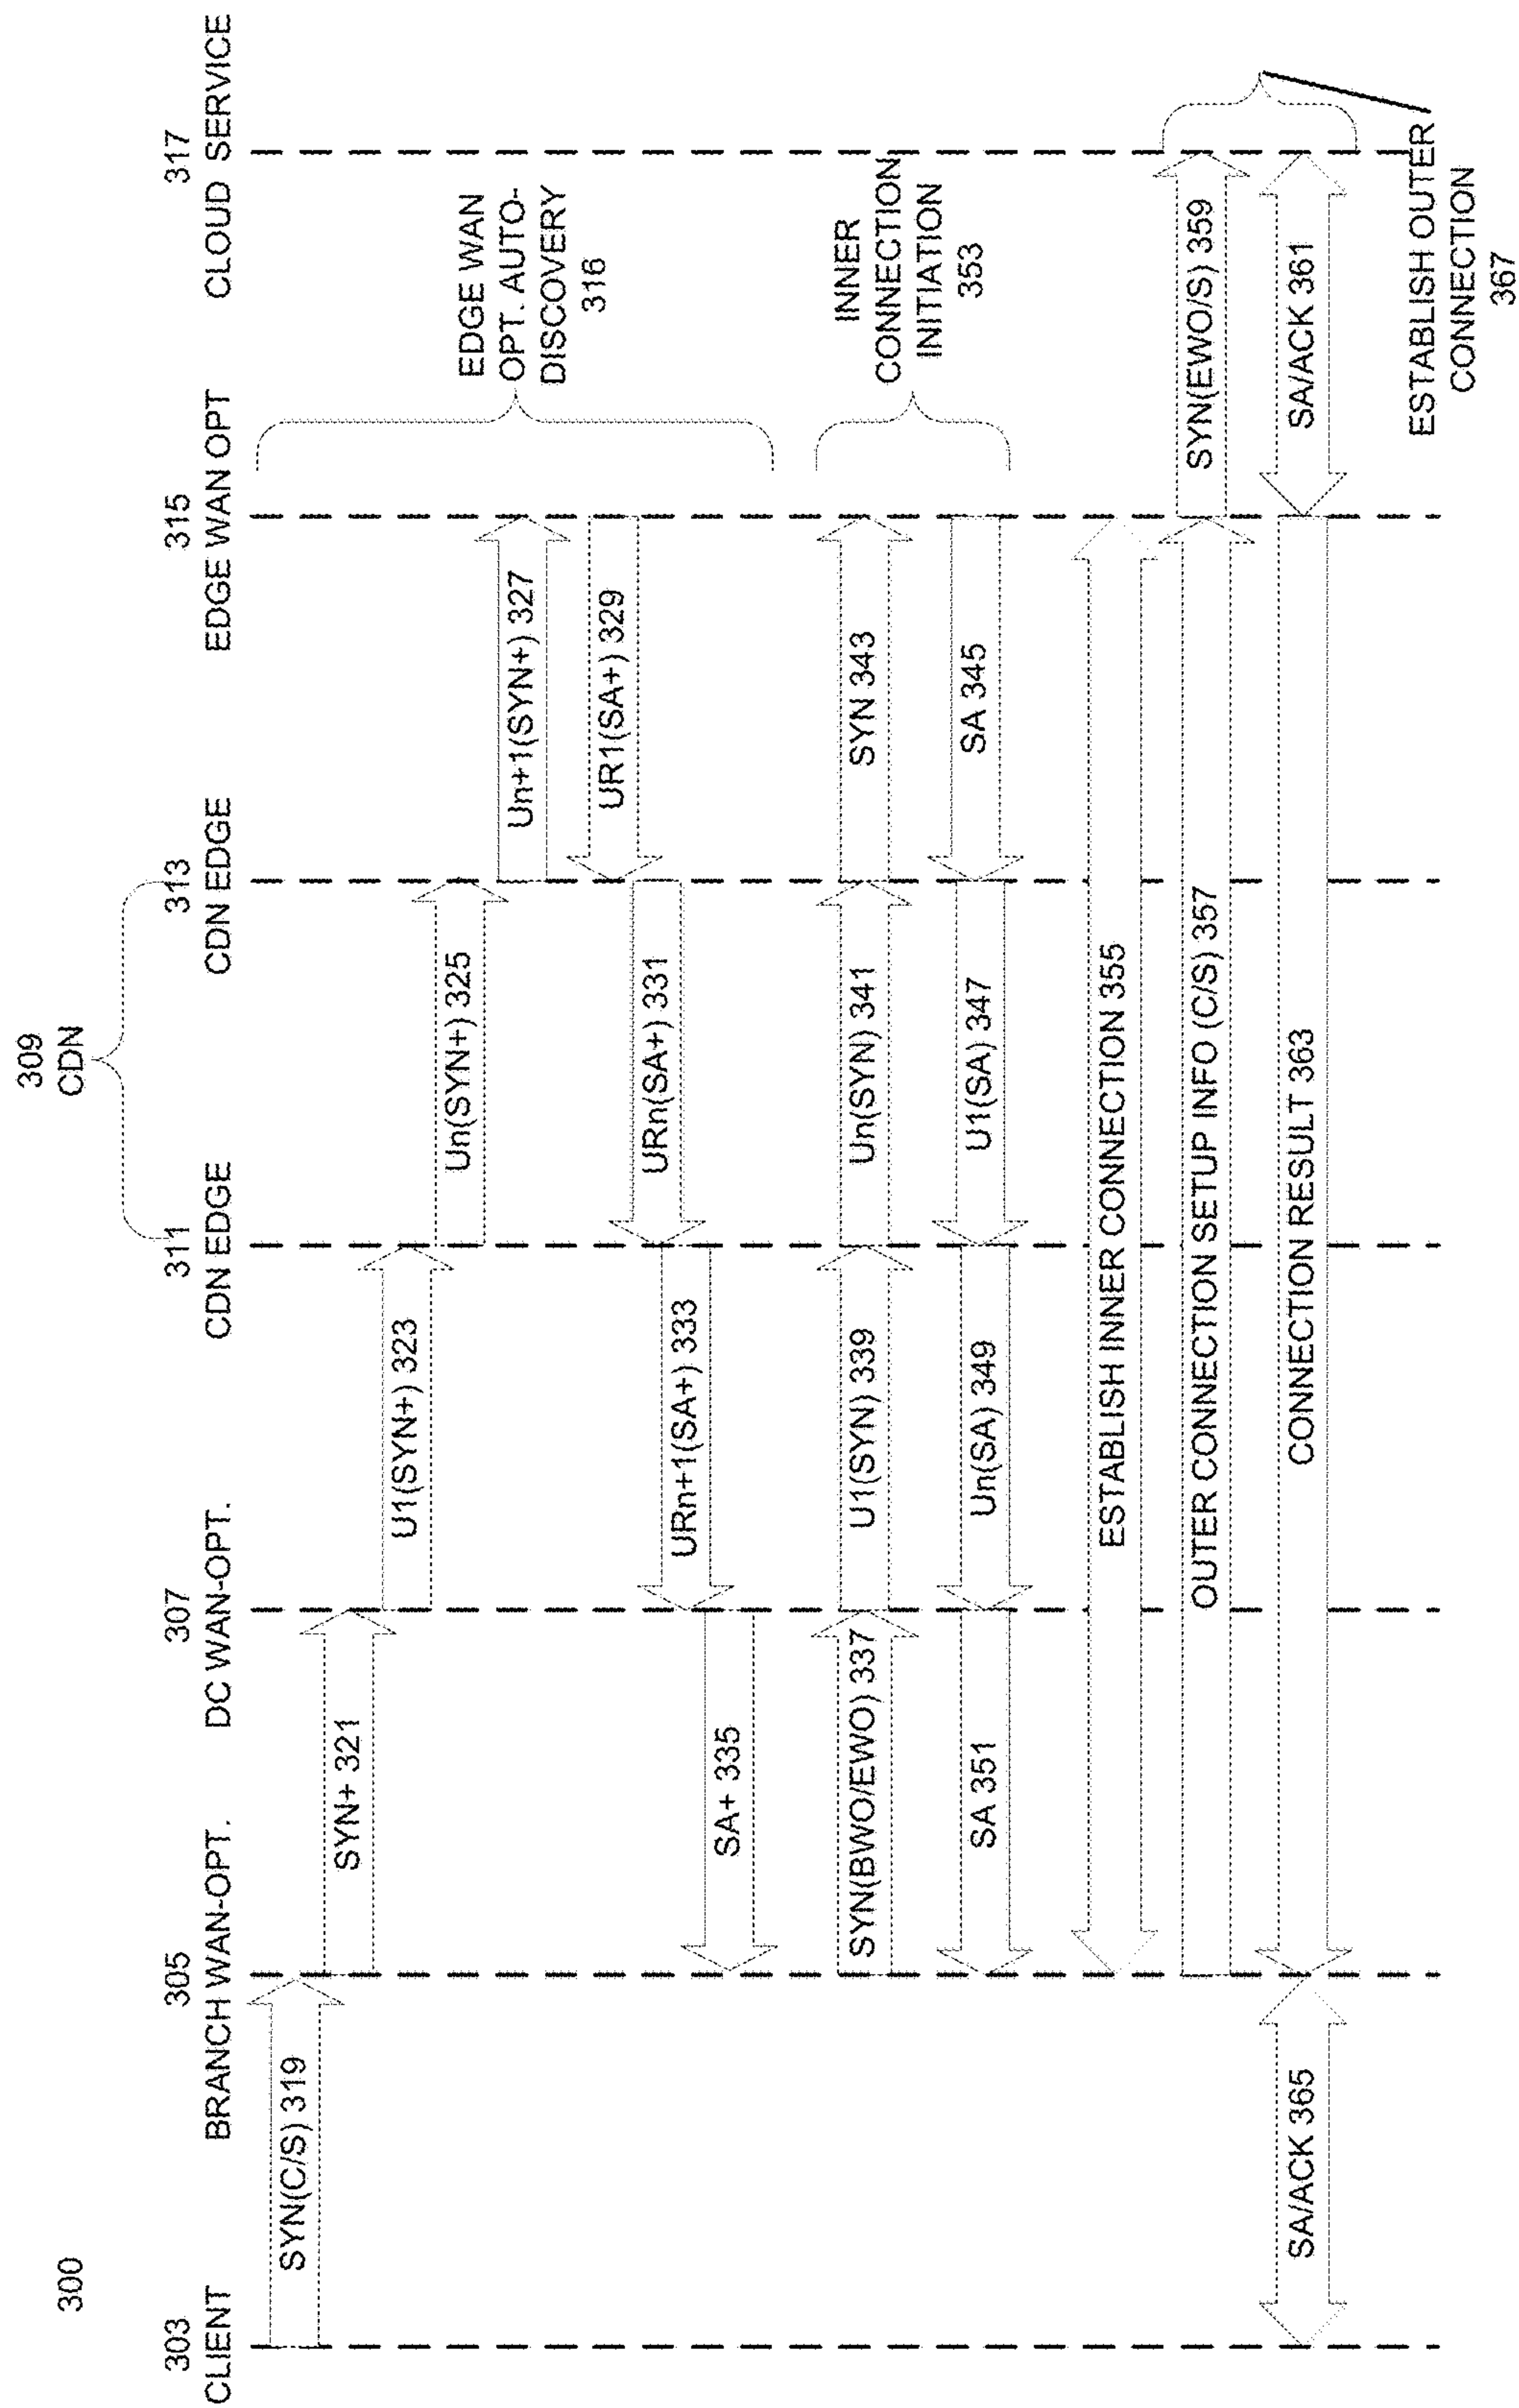 300
309
CDN
303
CLIENT
305
BRANCH WAN-OPT.
307
DC WAN-OPT.
311
CDN EDGE
313
CDN EDGE
315
EDGE WAN OPT
317
CLOUD SERVICE
SYN(C/S) 319
SYN+ 321
U1(SYN+) 323
Un(SYN+) 325
Un+1(SYN+) 327
UR1(SA+) 329
URn(SA+) 331
URn+1(SA+) 333
SA+ 335
EDGE WAN
OPT. AUTO-
DISCOVERY
316
SYN(BWO/EWO) 337
U1(SYN) 339
Un(SYN) 341
SYN 343
SA 345
U1(SA) 347
Un(SA) 349
SA 351
INNER
CONNECTION
INITIATION
353
ESTABLISH INNER CONNECTION 355
OUTER CONNECTION SETUP INFO (C/S) 357
SYN(EWO/S) 359
SA/ACK 361
CONNECTION RESULT 363
SA/ACK 365
ESTABLISH OUTER
CONNECTION
367